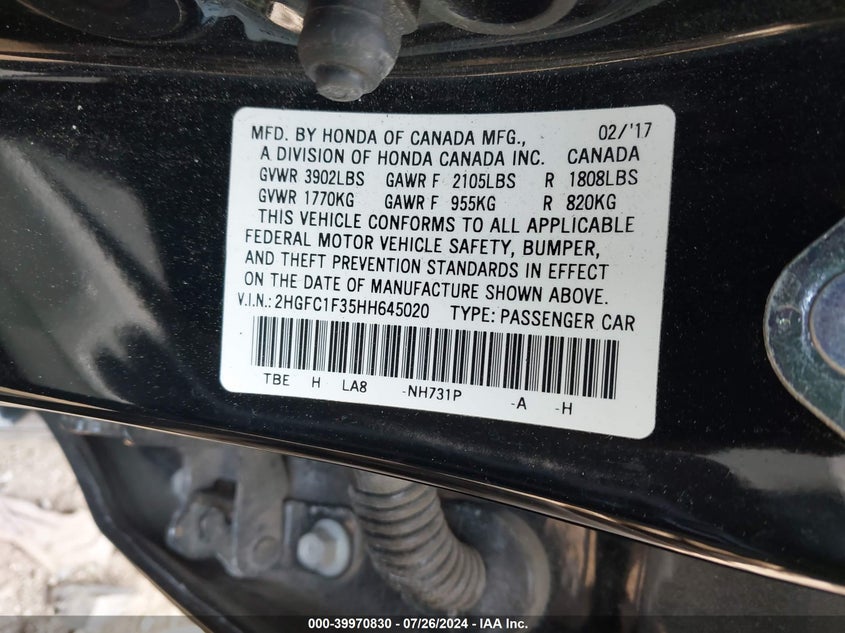 MFD. BY HONDA OF CANADA MFG., 02/'17
A DIVISION OF HONDA CANADA INC. CANADA
GVWR 3902LBS GAWR F 2105LBS R 1808LBS
GVWR 1770KG GAWR F 955KG R 820KG
THIS VEHICLE CONFORMS TO ALL APPLICABLE
FEDERAL MOTOR VEHICLE SAFETY, BUMPER,
AND THEFT PREVENTION STANDARDS IN EFFECT
ON THE DATE OF MANUFACTURE SHOWN ABOVE.
V.I.N.: 2HGFC1F35HH645020 TYPE: PASSENGER CAR
TBE H LA8 -NH731P -A -H
000-39970830 - 07/26/2024 - IAA Inc.